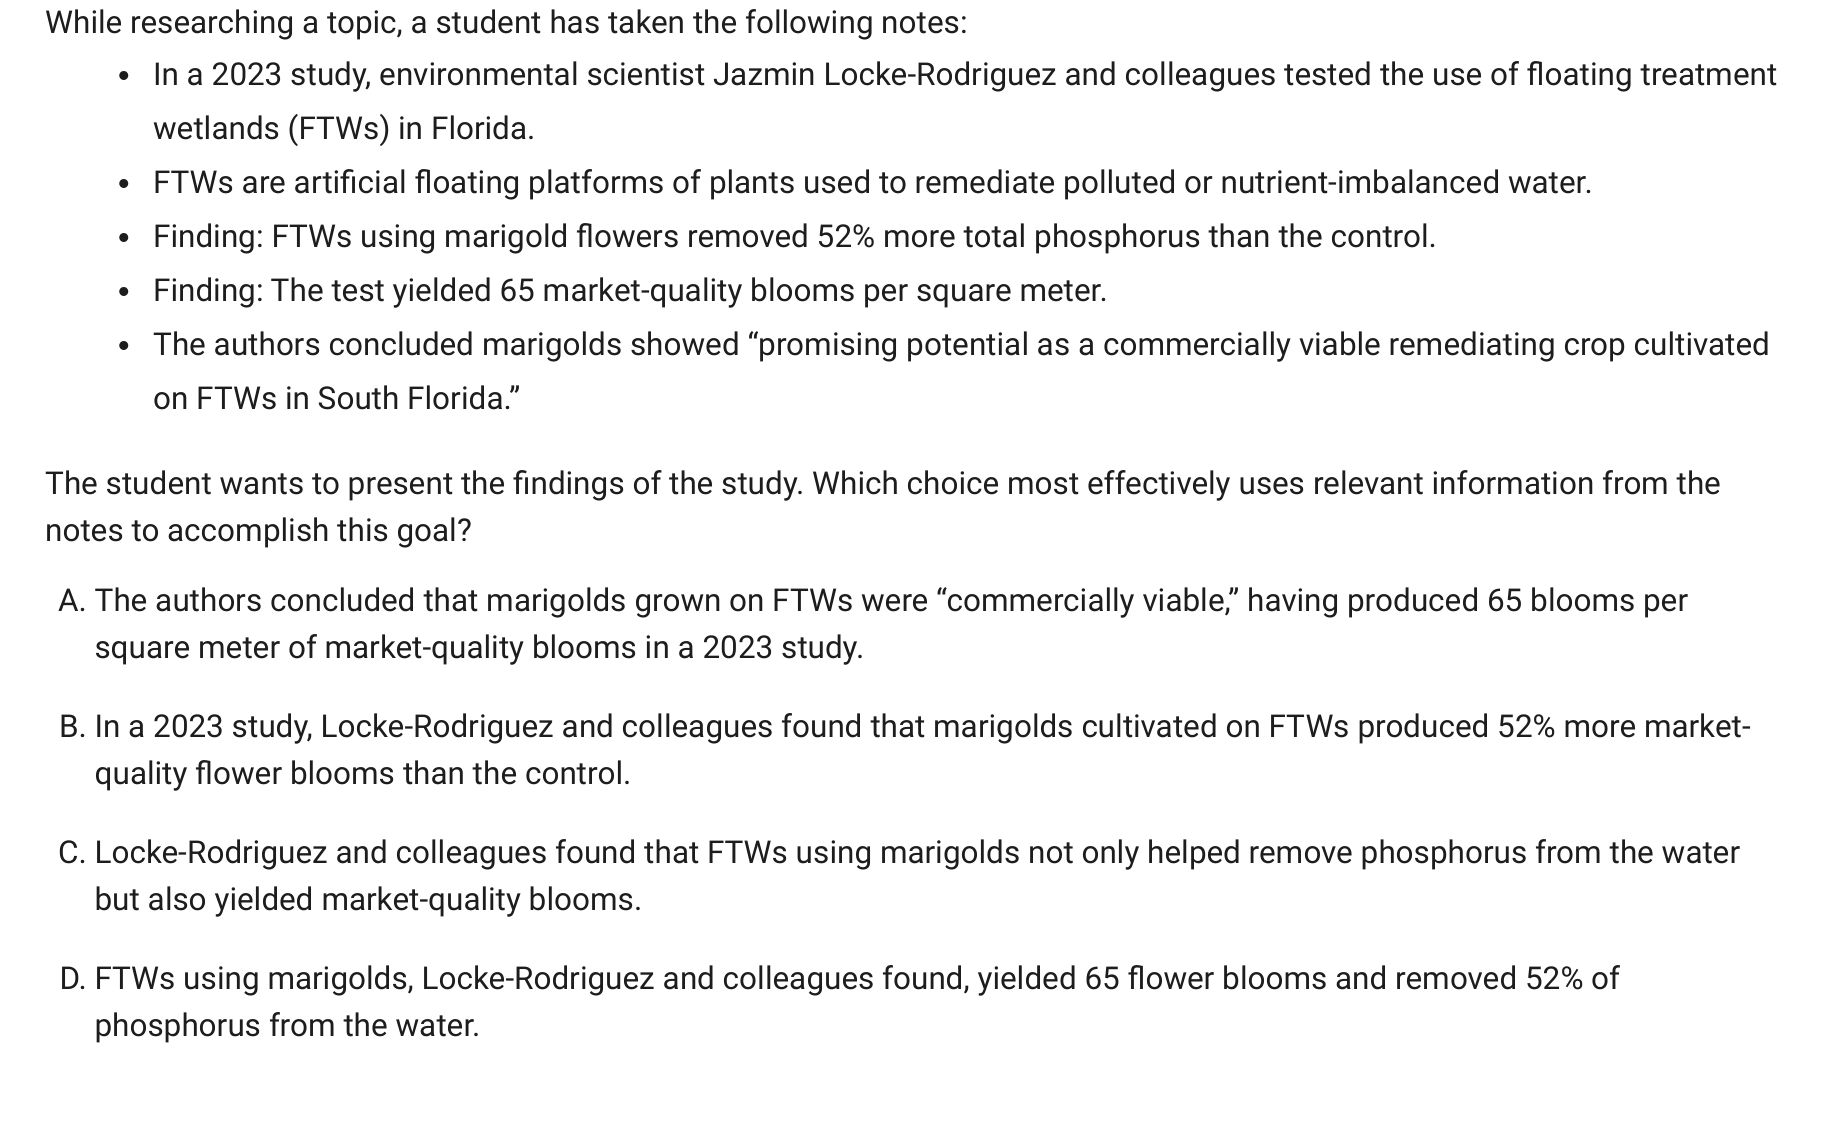 While researching a topic, a student has taken the following notes:
• In a 2023 study, environmental scientist Jazmin Locke-Rodriguez and colleagues tested the use of floating treatment
wetlands (FTWs) in Florida.
• FTWs are artificial floating platforms of plants used to remediate polluted or nutrient-imbalanced water.
• Finding: FTWs using marigold flowers removed 52% more total phosphorus than the control.
• Finding: The test yielded 65 market-quality blooms per square meter.
• The authors concluded marigolds showed “promising potential as a commercially viable remediating crop cultivated
on FTWs in South Florida.”
The student wants to present the findings of the study. Which choice most effectively uses relevant information from the
notes to accomplish this goal?
A. The authors concluded that marigolds grown on FTWs were “commercially viable,” having produced 65 blooms per
square meter of market-quality blooms in a 2023 study.
B. In a 2023 study, Locke-Rodriguez and colleagues found that marigolds cultivated on FTWs produced 52% more market-
quality flower blooms than the control.
C. Locke-Rodriguez and colleagues found that FTWs using marigolds not only helped remove phosphorus from the water
but also yielded market-quality blooms.
D. FTWs using marigolds, Locke-Rodriguez and colleagues found, yielded 65 flower blooms and removed 52% of
phosphorus from the water.